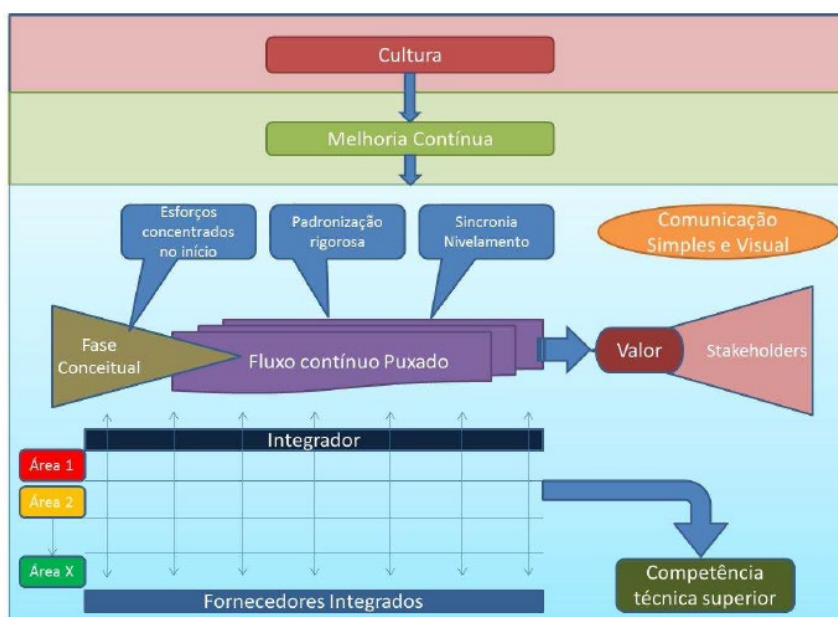 Cultura
Melhoria Contínua
Esforços
concentrados
no início
Padronização
rigorosa
Sincronia
Nivelamento
Comunicação
Simples e Visual
Fase
Conceitual
Fluxo contínuo Puxado
Valor
Stakeholders
Integrador
Área 1
Área 2
Área X
Fornecedores Integrados
Competência
técnica superior